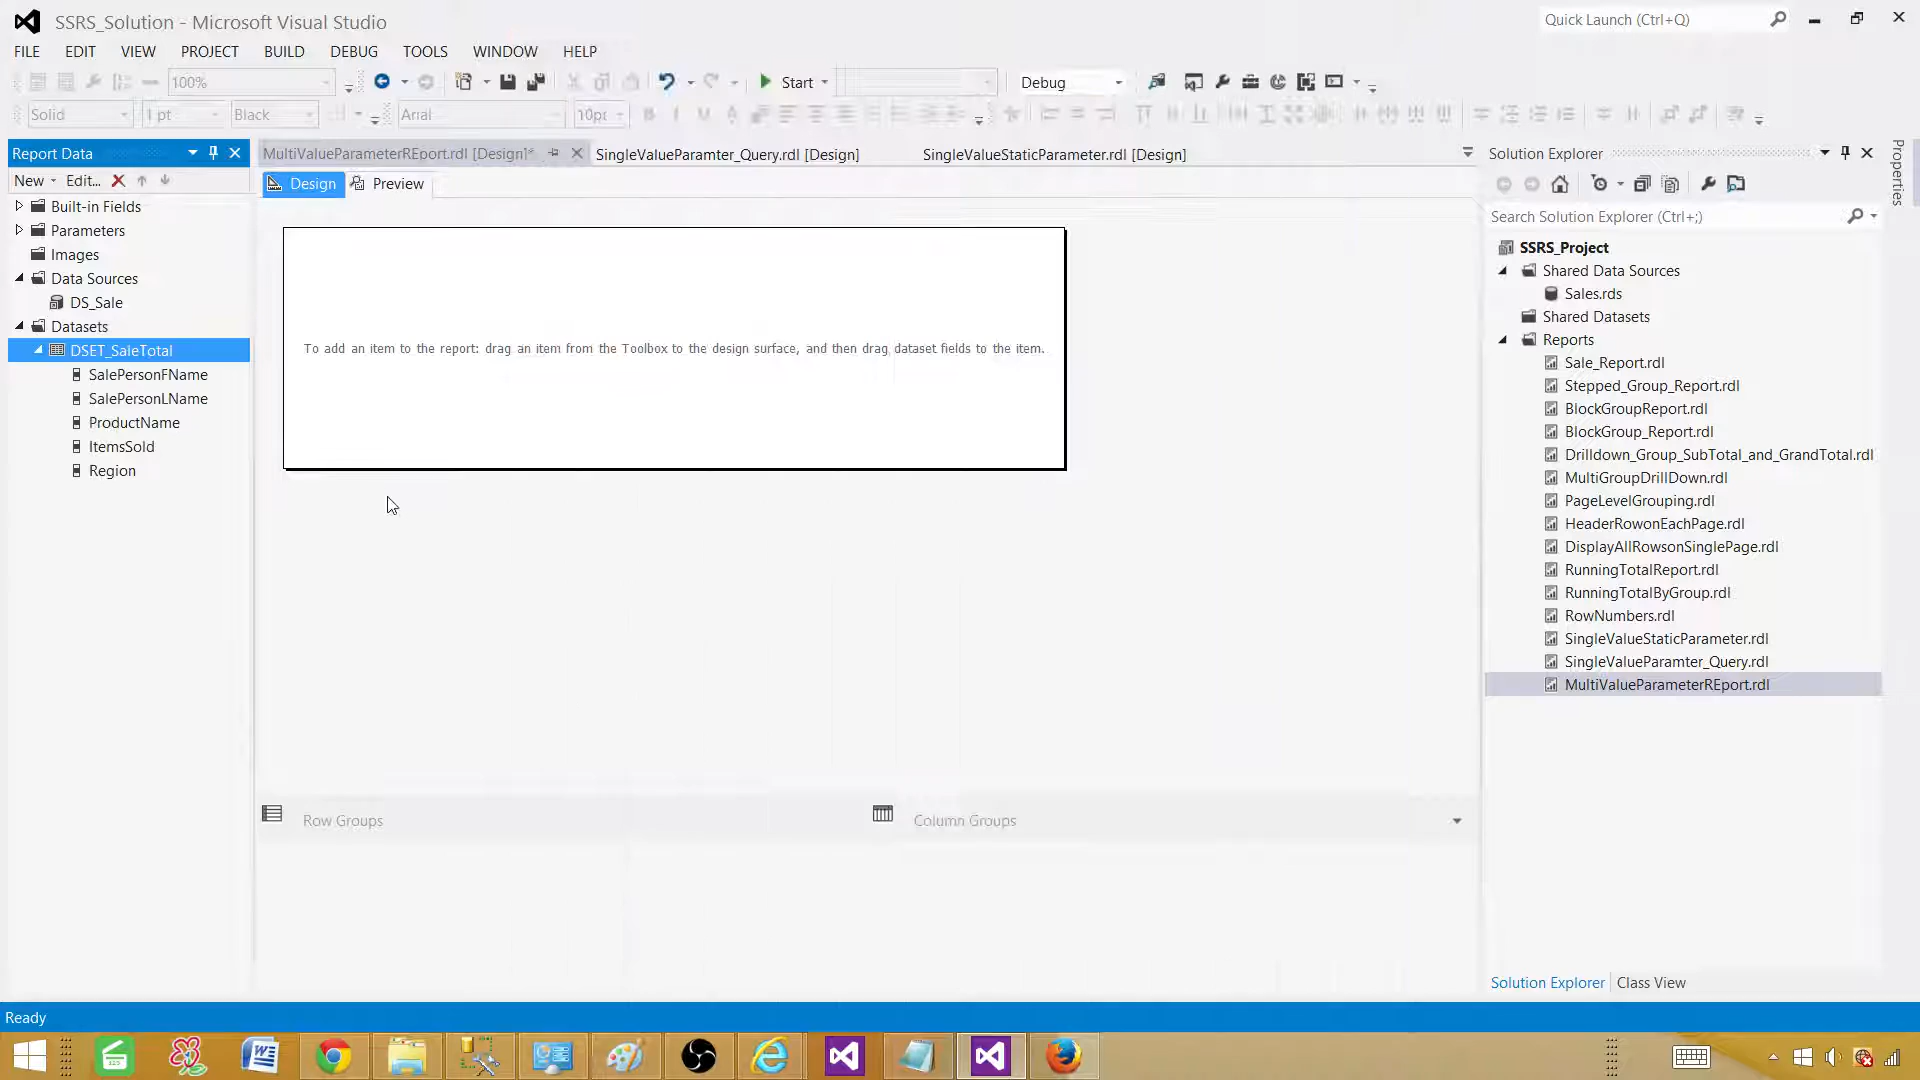 SSRS_Solution - Microsoft Visual Studio
Quick Launch (Ctrl+Q)
FILE EDIT VIEW PROJECT BUILD DEBUG TOOLS WINDOW HELP
100% Start Debug
Solid 1 pt Black Arial 10pt
Report Data
MultiValueParameterREport.rdl [Design]* SingleValueParamter_Query.rdl [Design] SingleValueStaticParameter.rdl [Design]
Solution Explorer
Properties
New Edit...
Design Preview
Built-in Fields
Parameters
Images
Data Sources
DS_Sale
Datasets
DSET_SaleTotal
SalePersonFName
SalePersonLName
ProductName
ItemsSold
Region
To add an item to the report: drag an item from the Toolbox to the design surface, and then drag dataset fields to the item.
Row Groups
Column Groups
Search Solution Explorer (Ctrl+;)
SSRS_Project
Shared Data Sources
Sales.rds
Shared Datasets
Reports
Sale_Report.rdl
Stepped_Group_Report.rdl
BlockGroupReport.rdl
BlockGroup_Report.rdl
Drilldown_Group_SubTotal_and_GrandTotal.rdl
MultiGroupDrillDown.rdl
PageLevelGrouping.rdl
HeaderRowonEachPage.rdl
DisplayAllRowsonSinglePage.rdl
RunningTotalReport.rdl
RunningTotalByGroup.rdl
RowNumbers.rdl
SingleValueStaticParameter.rdl
SingleValueParamter_Query.rdl
MultiValueParameterREport.rdl
Solution Explorer Class View
Ready